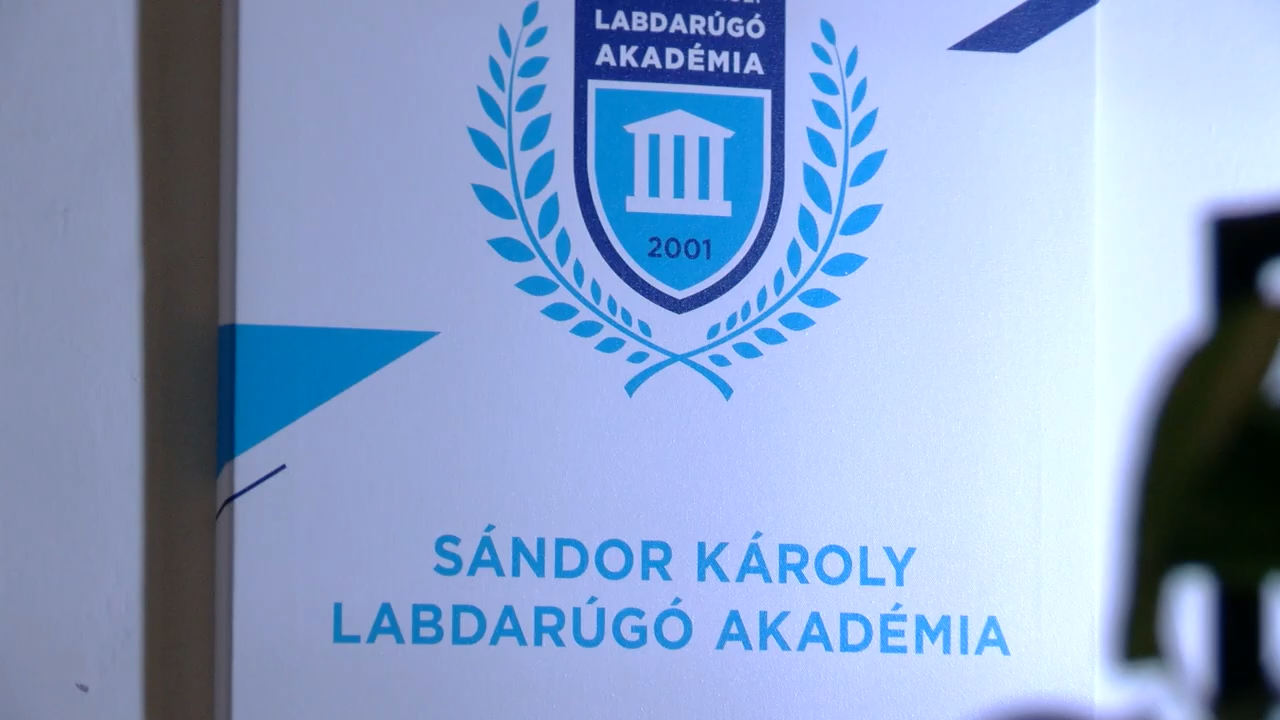 LABDARÚGÓ
AKADÉMIA
2001
SÁNDOR KÁROLY
LABDARÚGÓ AKADÉMIA